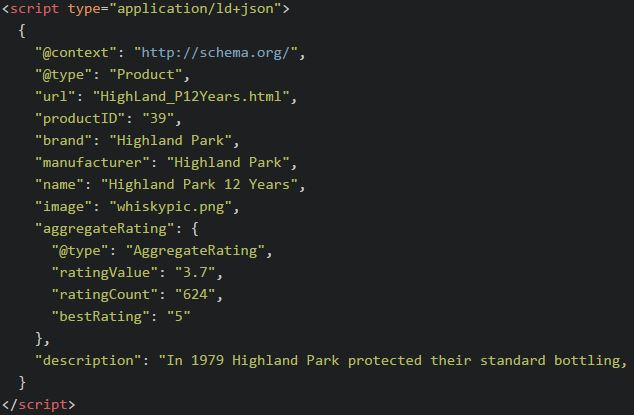 <script type="application/ld+json">
{
"@context": "http://schema.org/",
"@type": "Product",
"url": "HighLand_P12Years.html",
"productID": "39",
"brand": "Highland Park",
"manufacturer": "Highland Park",
"name": "Highland Park 12 Years",
"image": "whiskypic.png",
"aggregateRating": {
"@type": "AggregateRating",
"ratingValue": "3.7",
"ratingCount": "624",
"bestRating": "5"
},
"description": "In 1979 Highland Park protected their standard bottling,
}
</script>